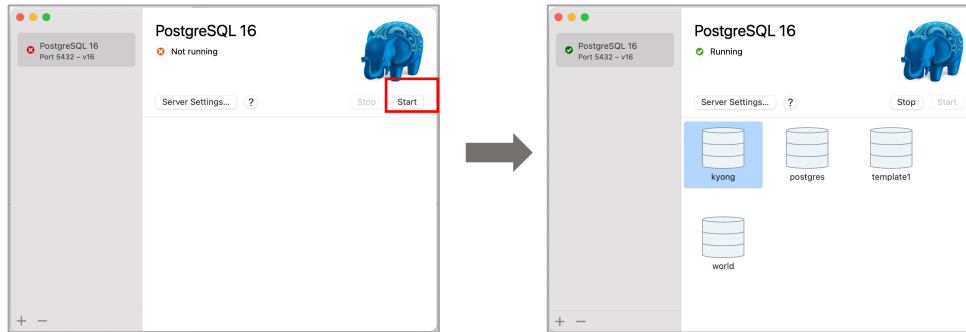 PostgreSQL 16
Port 5432 – v16
PostgreSQL 16
Not running
Server Settings... ? Stop Start
+ −
PostgreSQL 16
Port 5432 – v16
PostgreSQL 16
Running
Server Settings... ? Stop Start
kyong postgres template1
world
+ −